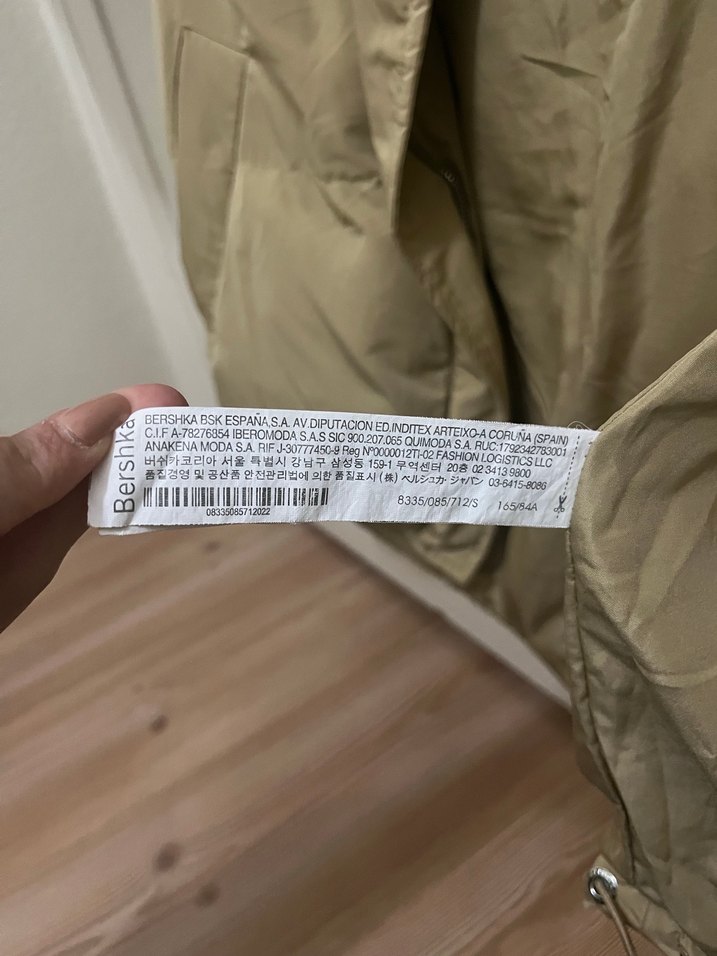 Bershka
BERSHKA BSK ESPAÑA,S.A. AV.DIPUTACION ED.INDITEX ARTEIXO-A CORUÑA (SPAIN)
C.I.F A-78276854 IBEROMODA S.A.S SIC 900.207.065 QUIMODA S.A. RUC.1792342783001
ANAKENA MODA S.A. RIF J-30777450-9 Reg Nº0000012TI-02 FASHION LOGISTICS LLC
버쉬카코리아 서울 특별시 강남구 삼성동 159-1 무역센터 20층 02 3413 9800
품질경영 및 공산품 안전관리법에 의한 품질표시 (株) ベルシュカ・ジャパン 03-6415-8086
8335/085/712/S 165/84A
08335085712022